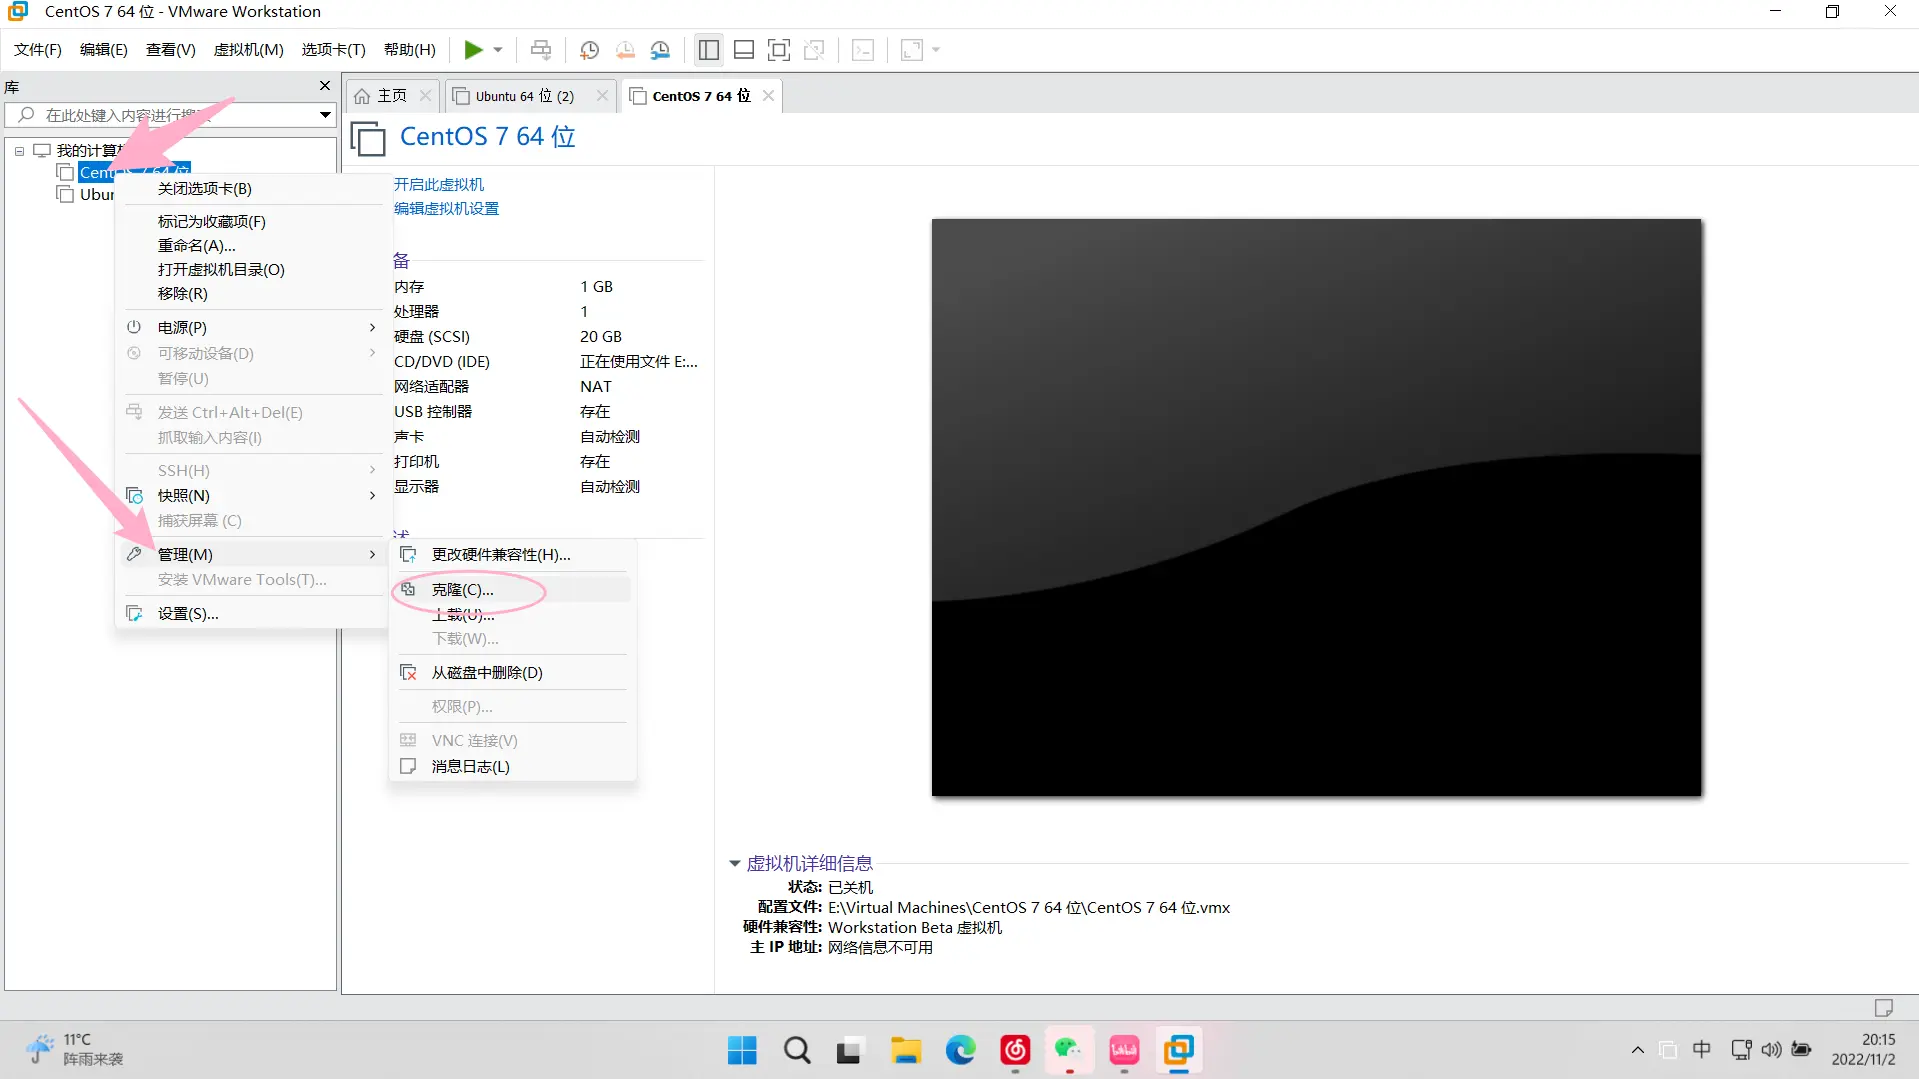 CentOS 7 64 位 - VMware Workstation
文件(F) 编辑(E) 查看(V) 虚拟机(M) 选项卡(T) 帮助(H)
库
在此处键入内容进行搜
主页
Ubuntu 64 位 (2)
CentOS 7 64 位
我的计算
CentOS 7 64 位
Ubun
CentOS 7 64 位
关闭选项卡(B)
标记为收藏项(F)
重命名(A)...
打开虚拟机目录(O)
移除(R)
电源(P)
可移动设备(D)
暂停(U)
发送 Ctrl+Alt+Del(E)
抓取输入内容(I)
SSH(H)
快照(N)
捕获屏幕 (C)
管理(M)
安装 VMware Tools(T)...
设置(S)...
开启此虚拟机
编辑虚拟机设置
备
内存 1 GB
处理器 1
硬盘 (SCSI) 20 GB
CD/DVD (IDE) 正在使用文件 E:...
网络适配器 NAT
USB 控制器 存在
声卡 自动检测
打印机 存在
显示器 自动检测
述
更改硬件兼容性(H)...
克隆(C)...
上载(U)...
下载(W)...
从磁盘中删除(D)
权限(P)...
VNC 连接(V)
消息日志(L)
虚拟机详细信息
状态: 已关机
配置文件: E:\Virtual Machines\CentOS 7 64 位\CentOS 7 64 位.vmx
硬件兼容性: Workstation Beta 虚拟机
主 IP 地址: 网络信息不可用
11°C
阵雨来袭
bilibili
中
20:15
2022/11/2